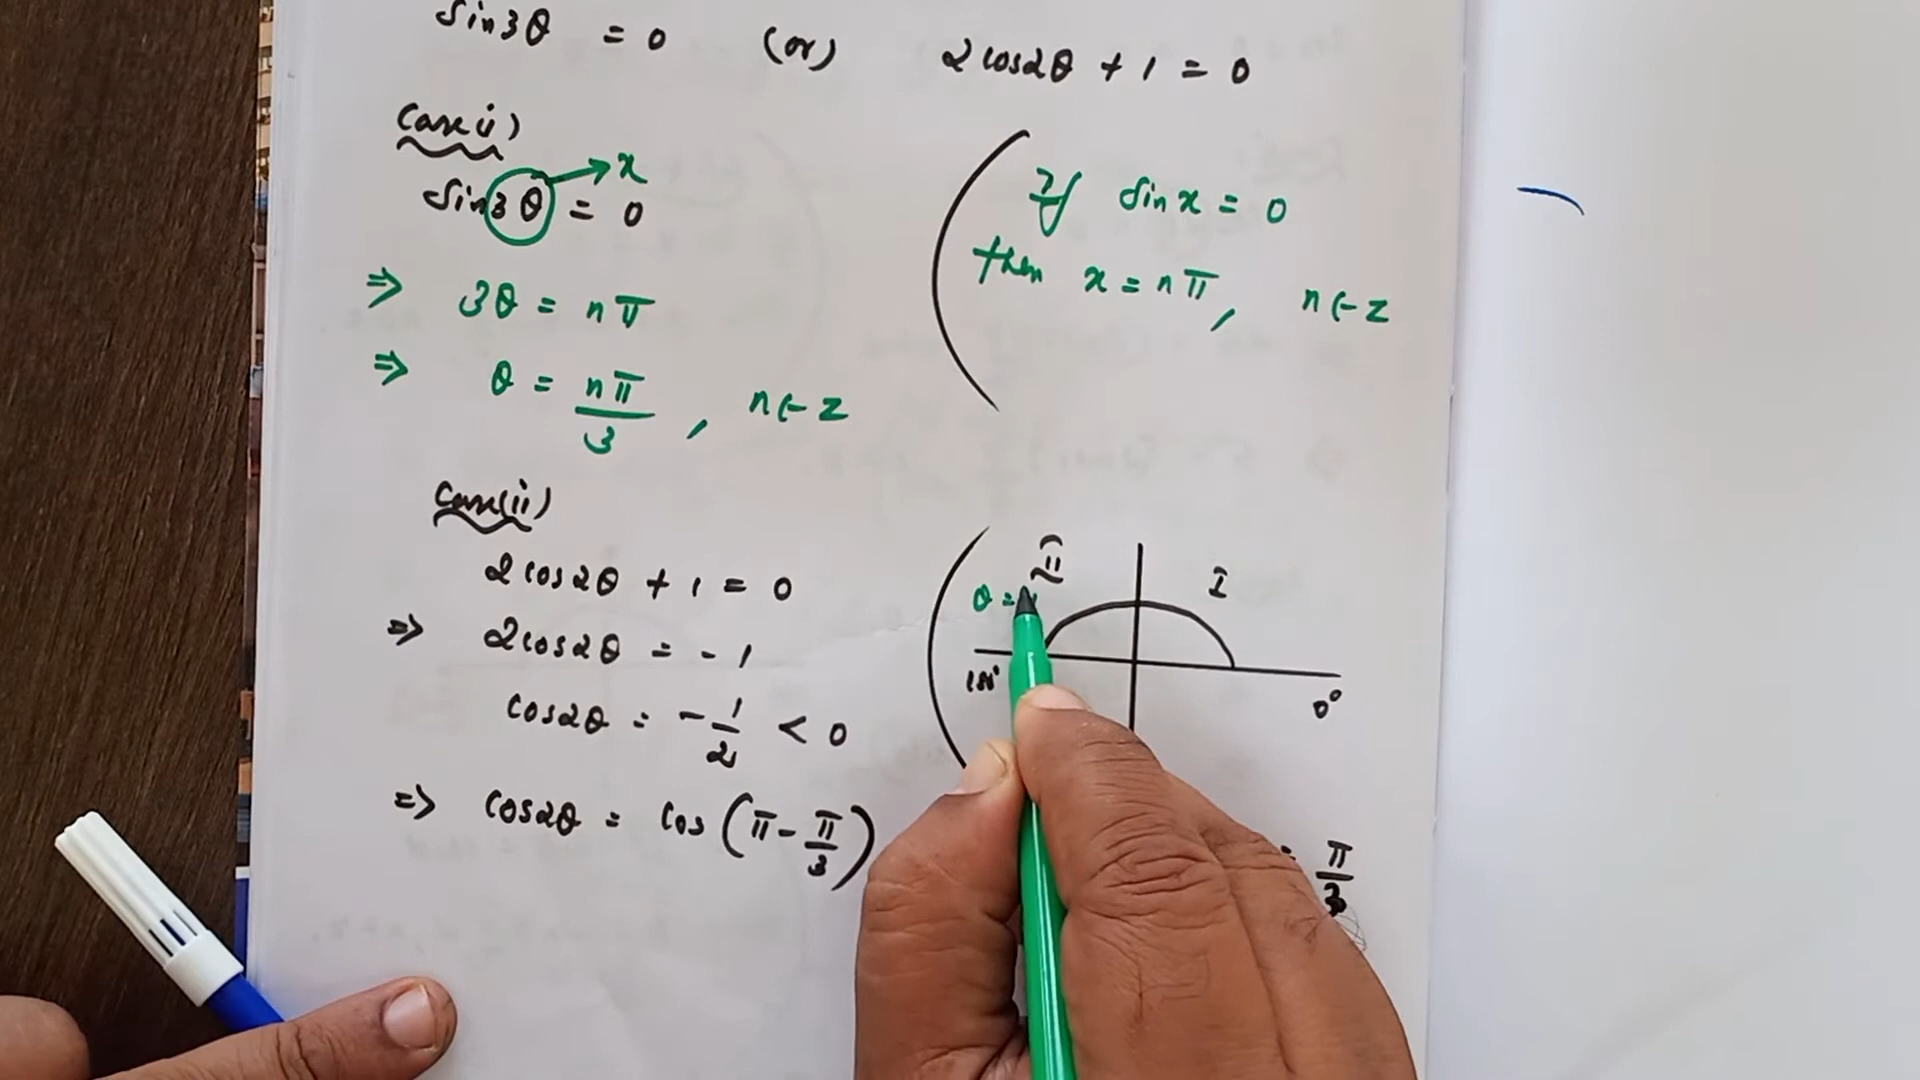 sin3θ = 0 (or) 2cos2θ + 1 = 0
Case(i)
sin3θ = 0 → x
If sin x = 0
then x = nπ, n ∈ Z
⇒ 3θ = nπ
⇒ θ = nπ/3, n ∈ Z
Case(ii)
2cos2θ + 1 = 0
⇒ 2cos2θ = -1
cos2θ = -1/2 < 0
⇒ cos2θ = cos(π - π/3)
II I
θ =
180° 0°
= π/3